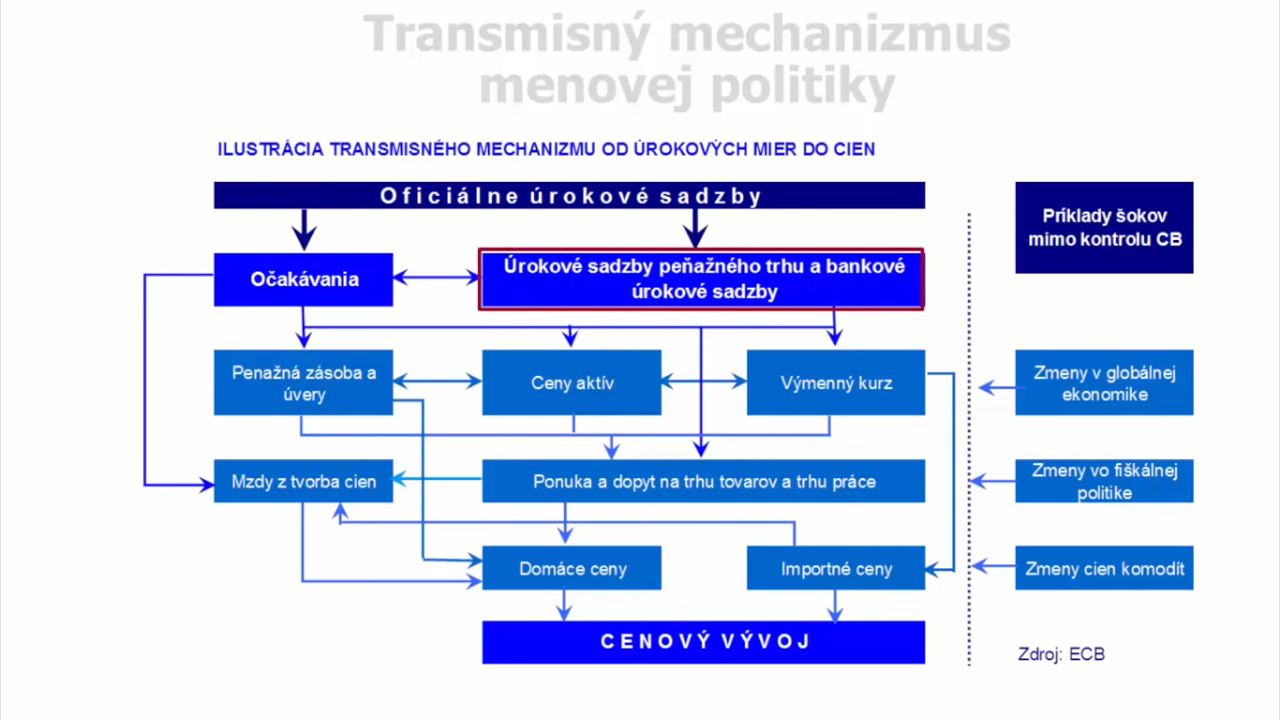 Transmisný mechanizmus
menovej politiky
ILUSTRÁCIA TRANSMISNÉHO MECHANIZMU OD ÚROKOVÝCH MIER DO CIEN
Oficiálne úrokové sadzby
Príklady šokov
mimo kontrolu CB
Očakávania
Úrokové sadzby peňažného trhu a bankové
úrokové sadzby
Penažná zásoba a
úvery
Ceny aktív
Výmenný kurz
Zmeny v globálnej
ekonomike
Mzdy z tvorba cien
Ponuka a dopyt na trhu tovarov a trhu práce
Zmeny vo fiškálnej
politike
Domáce ceny
Importné ceny
Zmeny cien komodít
CENOVÝ VÝVOJ
Zdroj: ECB